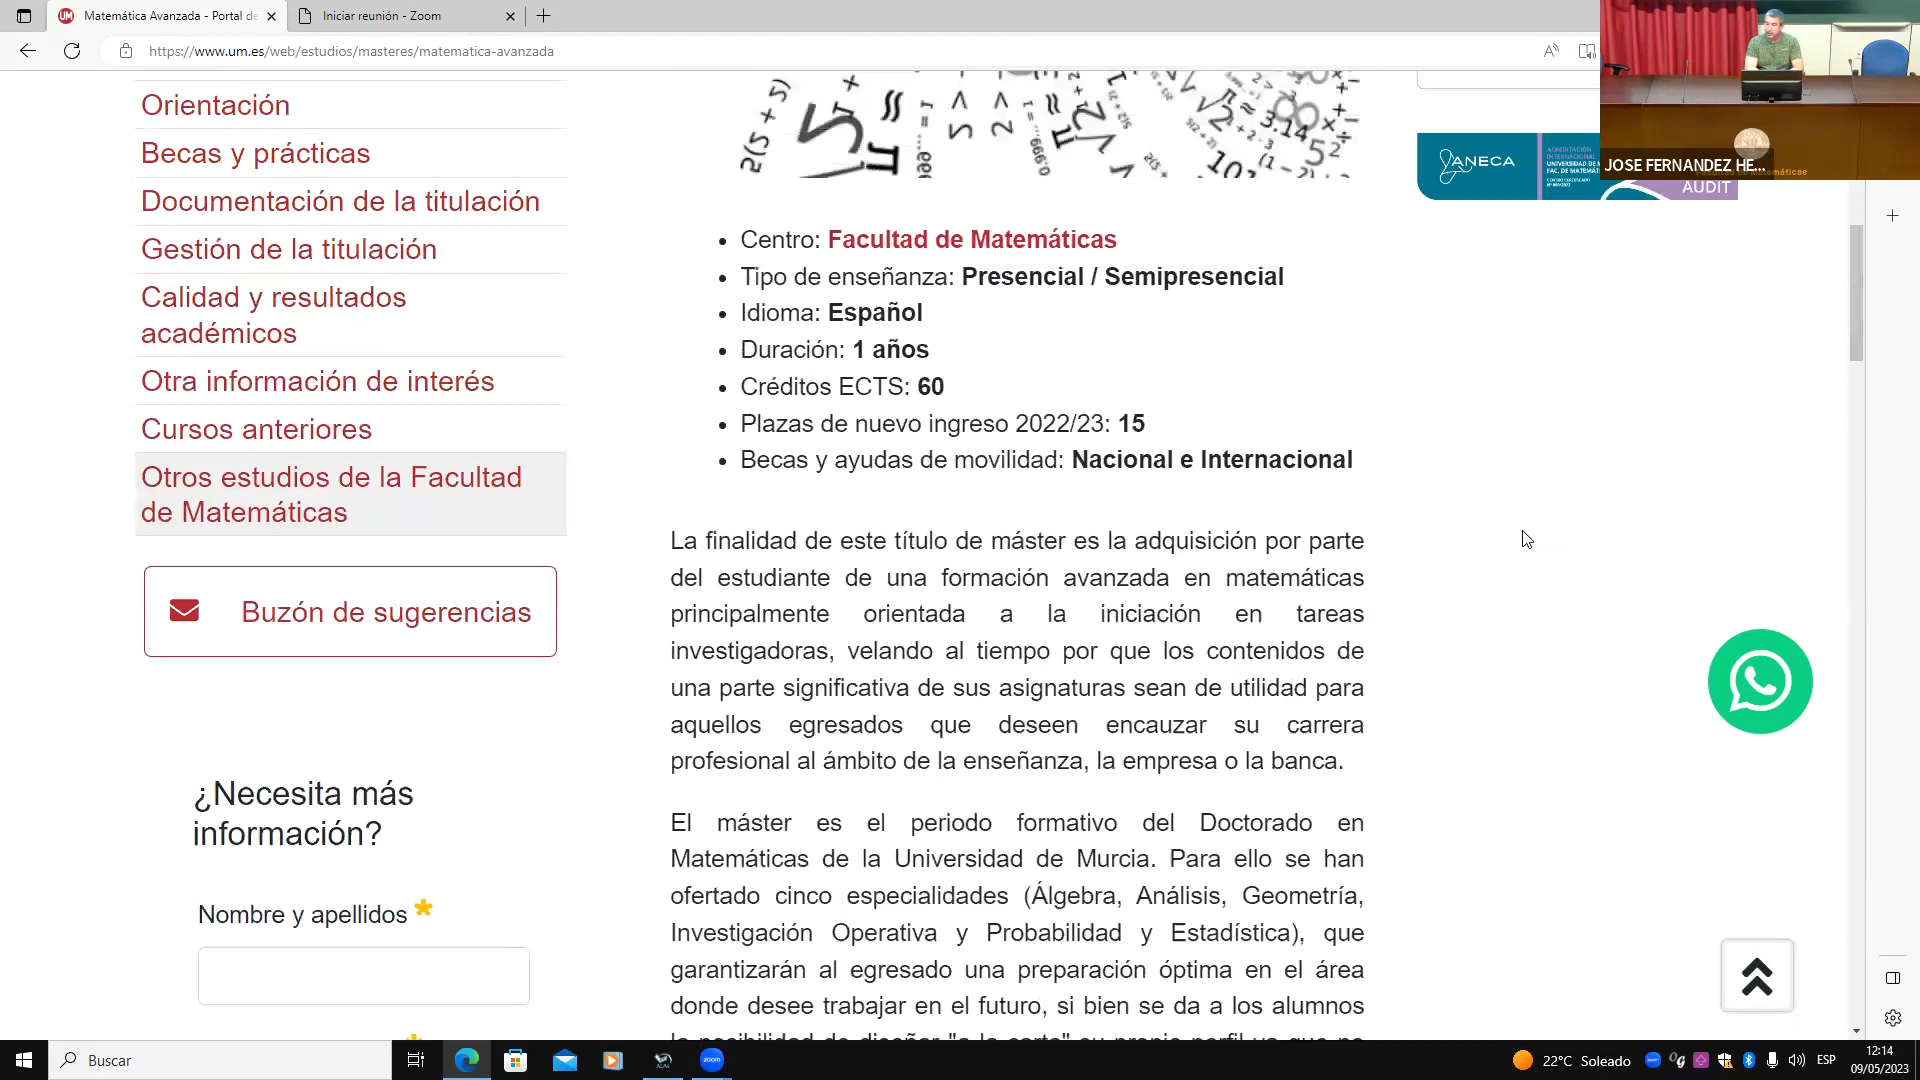 Matemática Avanzada - Portal de
Iniciar reunión - Zoom
https://www.um.es/web/estudios/masteres/matematica-avanzada
Orientación
Becas y prácticas
Documentación de la titulación
Gestión de la titulación
Calidad y resultados
académicos
Otra información de interés
Cursos anteriores
Otros estudios de la Facultad
de Matemáticas
Buzón de sugerencias
¿Necesita más
información?
Nombre y apellidos
ANECA
AUDIT
JOSE FERNANDEZ HE...
Centro: Facultad de Matemáticas
Tipo de enseñanza: Presencial / Semipresencial
Idioma: Español
Duración: 1 años
Créditos ECTS: 60
Plazas de nuevo ingreso 2022/23: 15
Becas y ayudas de movilidad: Nacional e Internacional
La finalidad de este título de máster es la adquisición por parte
del estudiante de una formación avanzada en matemáticas
principalmente orientada a la iniciación en tareas
investigadoras, velando al tiempo por que los contenidos de
una parte significativa de sus asignaturas sean de utilidad para
aquellos egresados que deseen encauzar su carrera
profesional al ámbito de la enseñanza, la empresa o la banca.
El máster es el periodo formativo del Doctorado en
Matemáticas de la Universidad de Murcia. Para ello se han
ofertado cinco especialidades (Álgebra, Análisis, Geometría,
Investigación Operativa y Probabilidad y Estadística), que
garantizarán al egresado una preparación óptima en el área
donde desee trabajar en el futuro, si bien se da a los alumnos
Buscar
22°C Soleado
ESP
12:14
09/05/2023